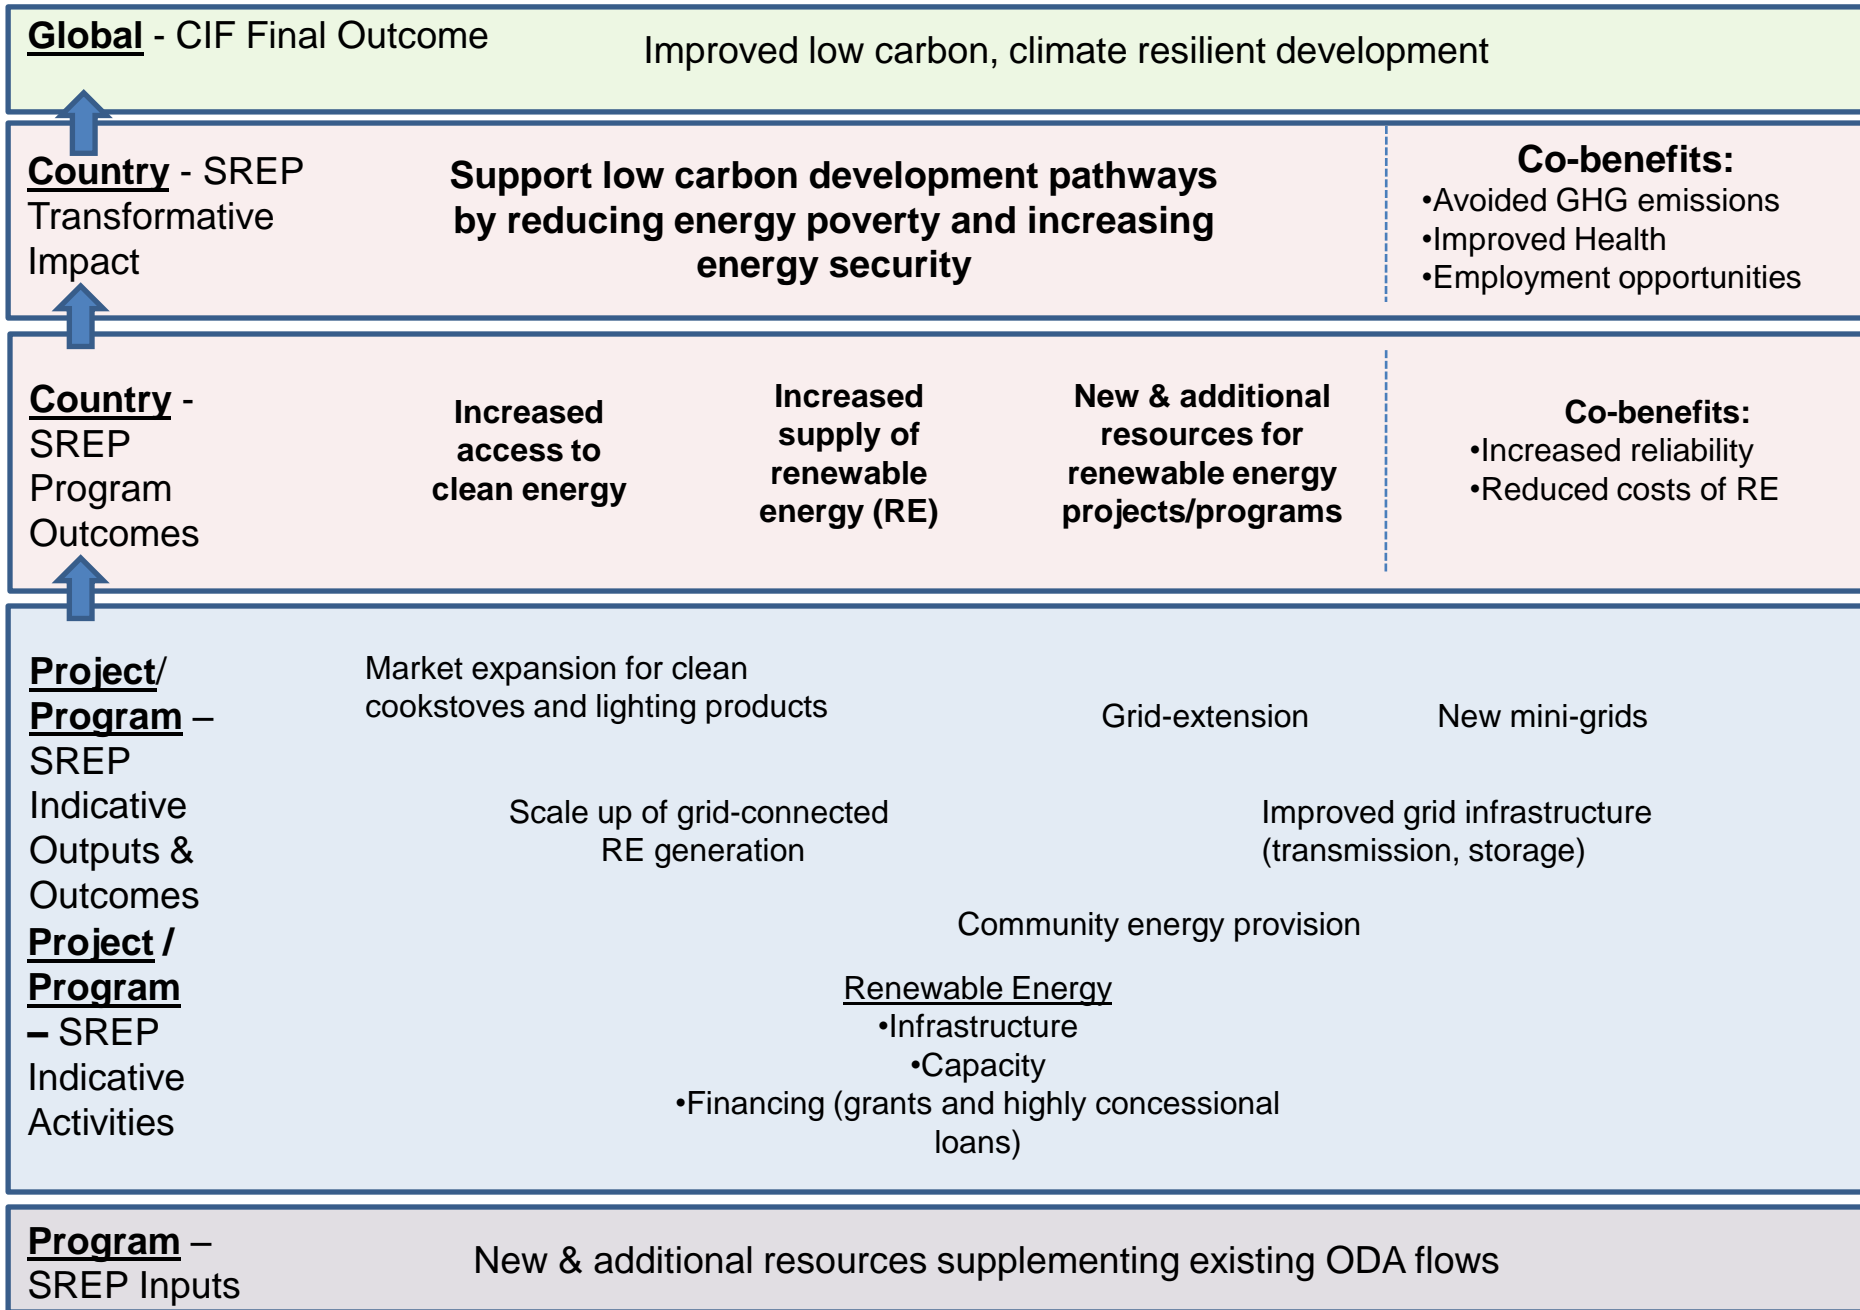 Global - CIF Final Outcome
Improved low carbon, climate resilient development
Country - SREP
Transformative
Impact
Support low carbon development pathways
by reducing energy poverty and increasing
energy security
Co-benefits:
•Avoided GHG emissions
•Improved Health
•Employment opportunities
Country -
SREP
Program
Outcomes
Increased
access to
clean energy
Increased
supply of
renewable
energy (RE)
New & additional
resources for
renewable energy
projects/programs
Co-benefits:
•Increased reliability
•Reduced costs of RE
Project/
Program –
SREP
Indicative
Outputs &
Outcomes
Market expansion for clean
cookstoves and lighting products
Grid-extension
New mini-grids
Scale up of grid-connected
RE generation
Improved grid infrastructure
(transmission, storage)
Community energy provision
Project /
Program
– SREP
Indicative
Activities
Renewable Energy
•Infrastructure
•Capacity
•Financing (grants and highly concessional
loans)
Program –
SREP Inputs
New & additional resources supplementing existing ODA flows